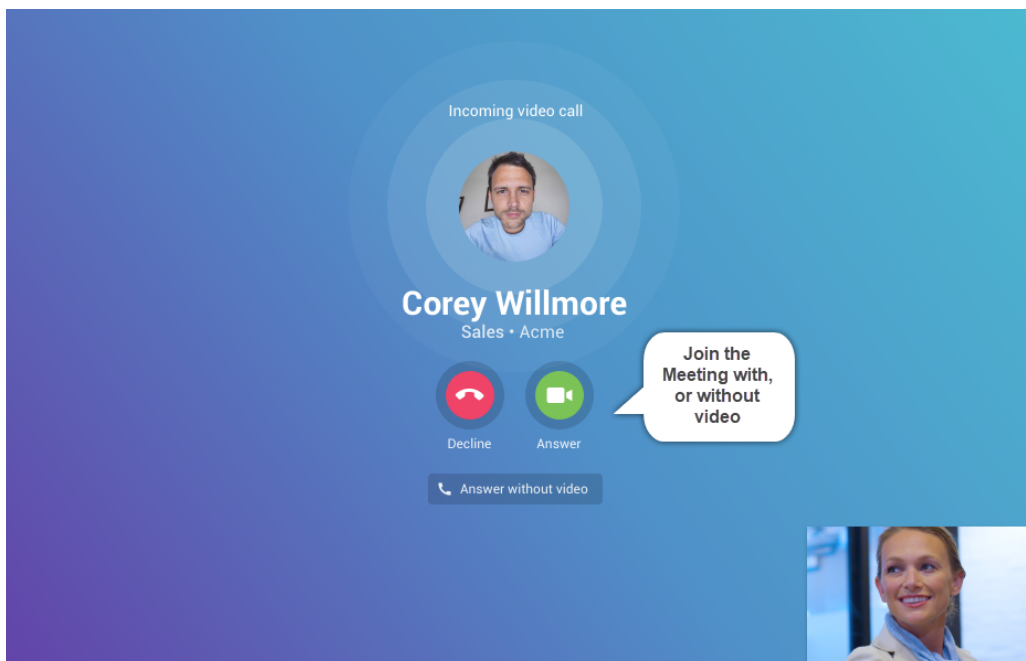 Incoming video call
Corey Willmore
Sales • Acme
Join the
Meeting with,
or without
video
Decline
Answer
Answer without video